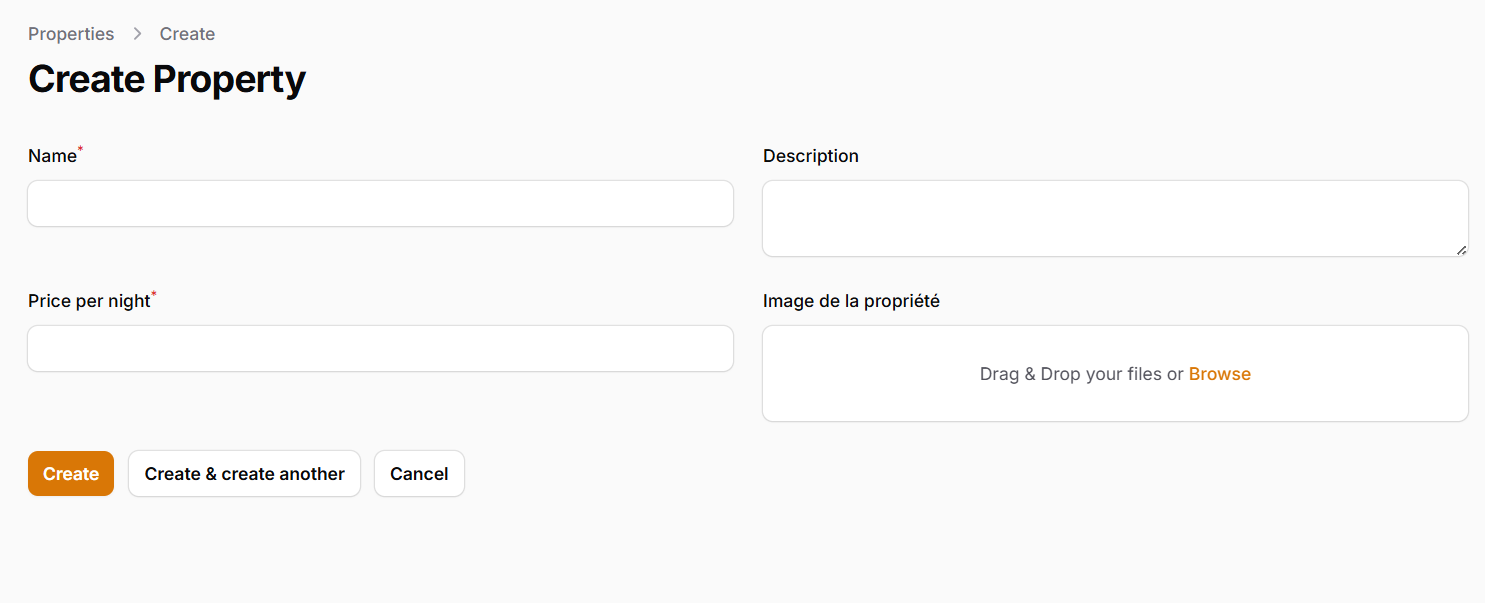 Properties > Create
Create Property
Name*
Description
Price per night*
Image de la propriété
Drag & Drop your files or Browse
Create
Create & create another
Cancel